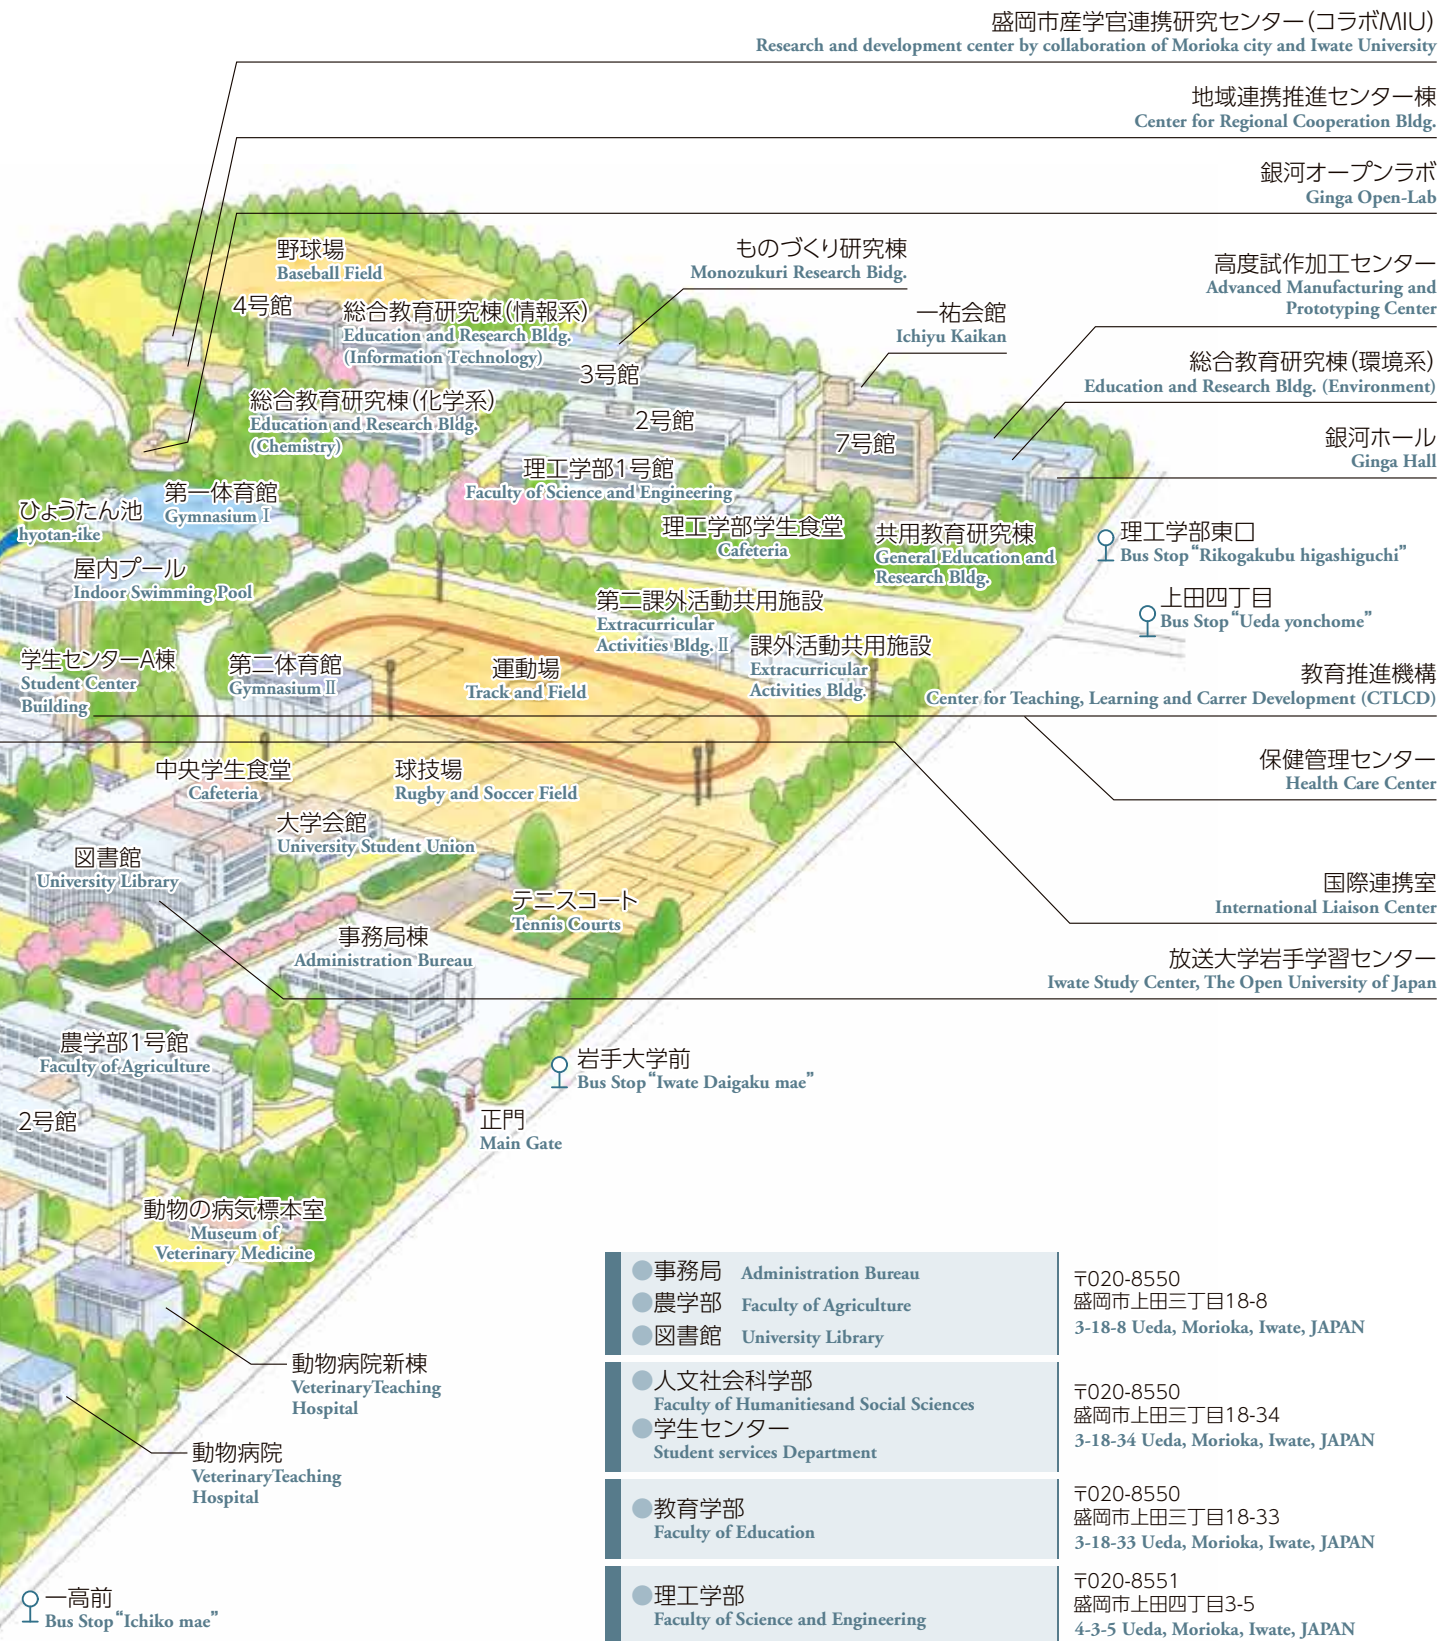 盛岡市産学官連携研究センター（コラボMIU）
Research and development center by collaboration of Morioka city and Iwate University
地域連携推進センター棟
Center for Regional Cooperation Bldg.
銀河オープンラボ
Ginga Open-Lab
野球場
Baseball Field
ものづくり研究棟
Monozukuri Research Bidg.
高度試作加工センター
Advanced Manufacturing and
Prototyping Center
4号館
総合教育研究棟（情報系）
Education and Research Bldg.
(Information Technology)
一祐会館
Ichiyu Kaikan
3号館
総合教育研究棟（環境系）
Education and Research Bldg. (Environment)
総合教育研究棟（化学系）
Education and Research Bldg.
(Chemistry)
2号館
7号館
銀河ホール
Ginga Hall
理工学部1号館
Faculty of Science and Engineering
第一体育館
Gymnasium Ⅰ
ひょうたん池
hyotan-ike
理工学部学生食堂
Cafeteria
共用教育研究棟
General Education and
Research Bldg.
理工学部東口
Bus Stop “Rikogakubu higashiguchi”
屋内プール
Indoor Swimming Pool
第二課外活動共用施設
Extracurricular
Activities Bldg. Ⅱ
上田四丁目
Bus Stop “Ueda yonchome”
課外活動共用施設
Extracurricular
Activities Bldg.
学生センターA棟
Student Center
Building
第二体育館
Gymnasium Ⅱ
運動場
Track and Field
教育推進機構
Center for Teaching, Learning and Carrer Development (CTLCD)
中央学生食堂
Cafeteria
球技場
Rugby and Soccer Field
保健管理センター
Health Care Center
大学会館
University Student Union
図書館
University Library
国際連携室
International Liaison Center
テニスコート
Tennis Courts
事務局棟
Administration Bureau
放送大学岩手学習センター
Iwate Study Center, The Open University of Japan
農学部1号館
Faculty of Agriculture
岩手大学前
Bus Stop “Iwate Daigaku mae”
2号館
正門
Main Gate
動物の病気標本室
Museum of
Veterinary Medicine
動物病院新棟
VeterinaryTeaching
Hospital
動物病院
VeterinaryTeaching
Hospital
一高前
Bus Stop “Ichiko mae”
●事務局 Administration Bureau
●農学部 Faculty of Agriculture
●図書館 University Library
〒020-8550
盛岡市上田三丁目18-8
3-18-8 Ueda, Morioka, Iwate, JAPAN
●人文社会科学部
Faculty of Humanitiesand Social Sciences
●学生センター
Student services Department
〒020-8550
盛岡市上田三丁目18-34
3-18-34 Ueda, Morioka, Iwate, JAPAN
●教育学部
Faculty of Education
〒020-8550
盛岡市上田三丁目18-33
3-18-33 Ueda, Morioka, Iwate, JAPAN
●理工学部
Faculty of Science and Engineering
〒020-8551
盛岡市上田四丁目3-5
4-3-5 Ueda, Morioka, Iwate, JAPAN